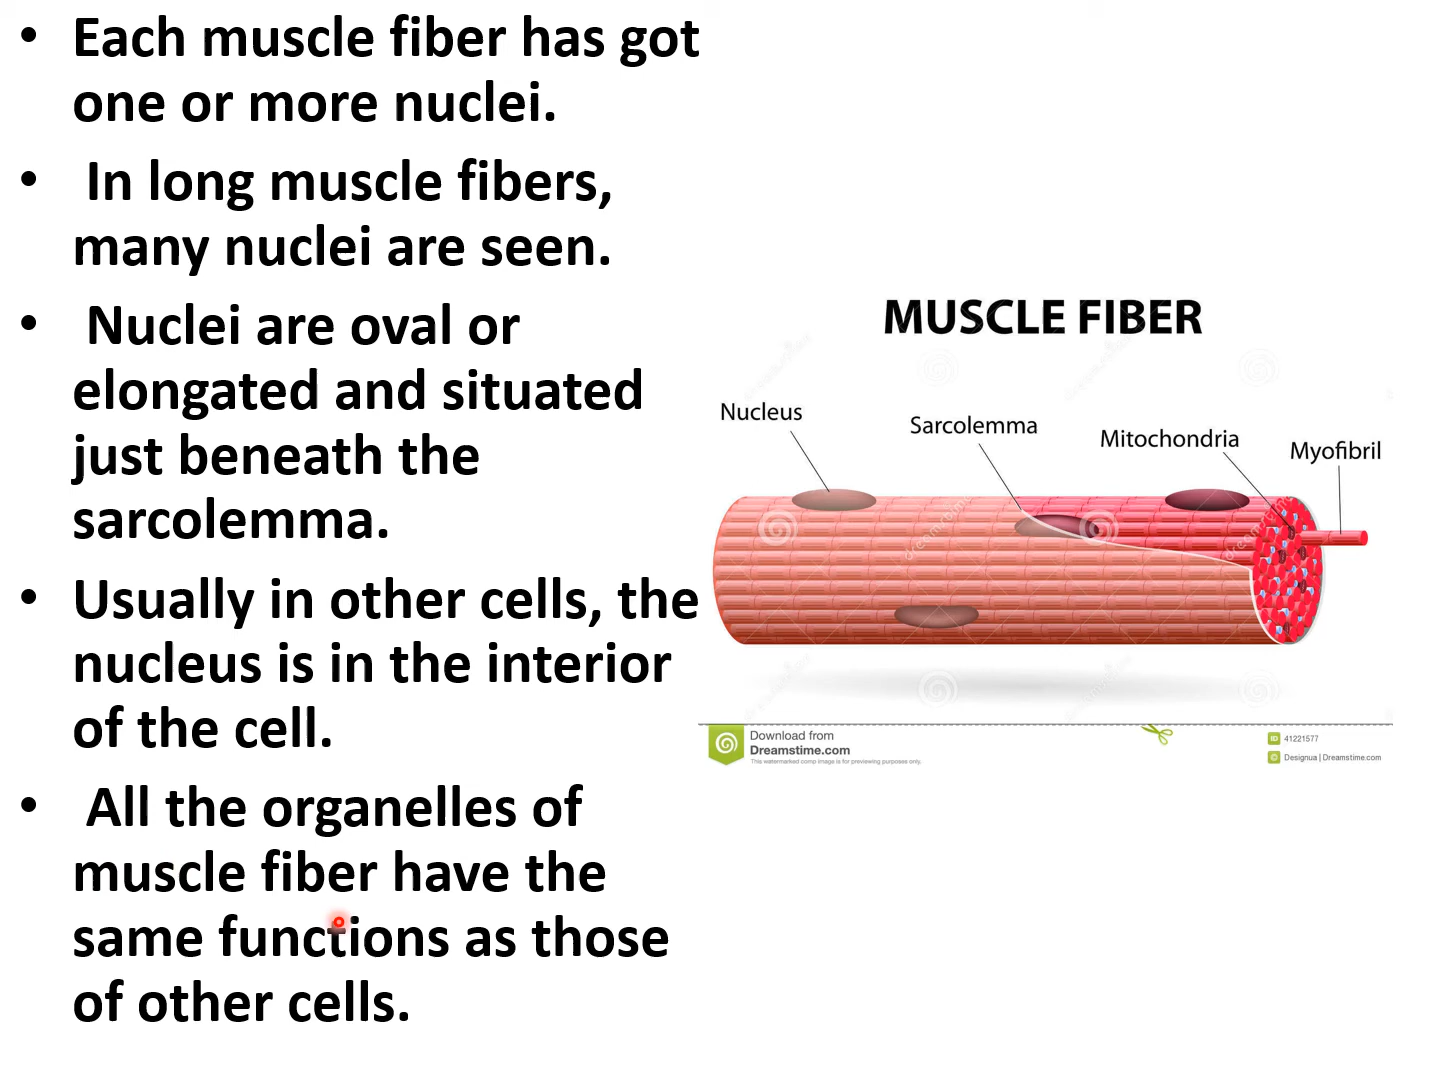 • Each muscle fiber has got
one or more nuclei.
• In long muscle fibers,
many nuclei are seen.
• Nuclei are oval or
elongated and situated
just beneath the
sarcolemma.
• Usually in other cells, the
nucleus is in the interior
of the cell.
• All the organelles of
muscle fiber have the
same functions as those
of other cells.
MUSCLE FIBER
Nucleus
Sarcolemma
Mitochondria
Myofibril
Download from
Dreamstime.com
This watermarked comp image is for previewing purposes only.
ID 41221577
Designua | Dreamstime.com